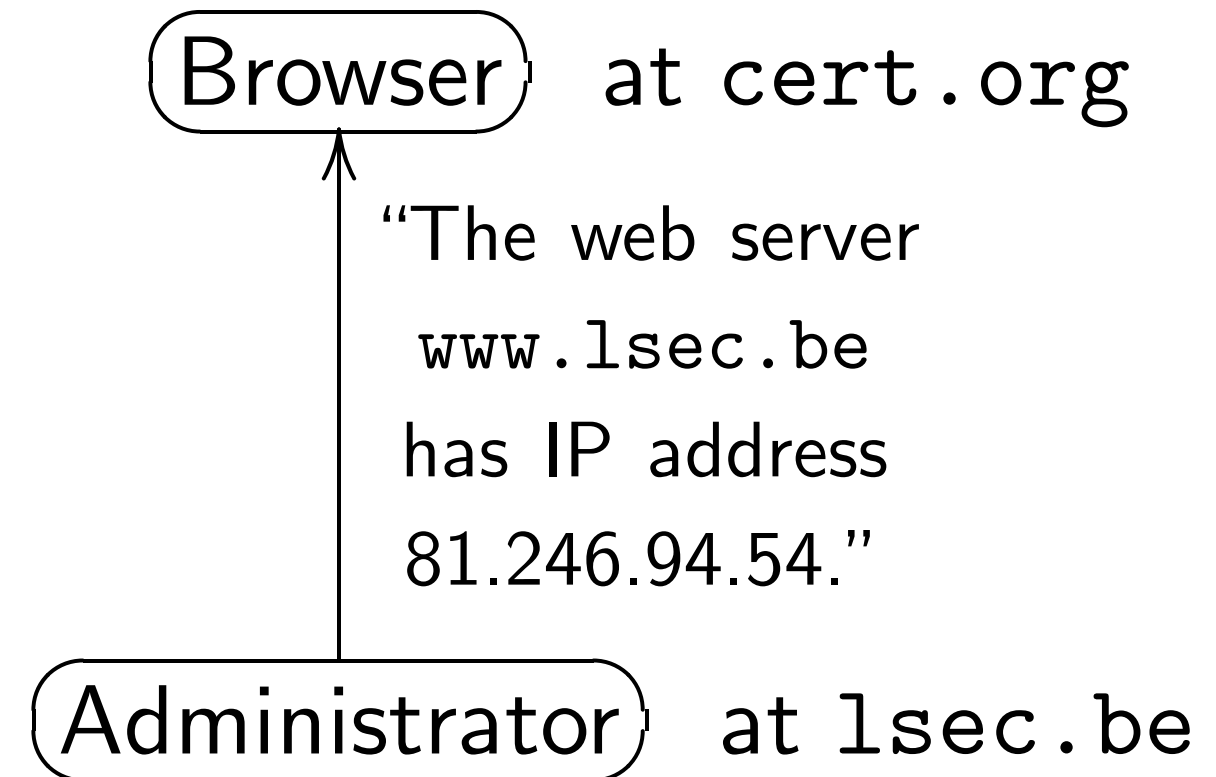 Browser at cert.org
“The web server
www.lsec.be
has IP address
81.246.94.54.”
Administrator at lsec.be